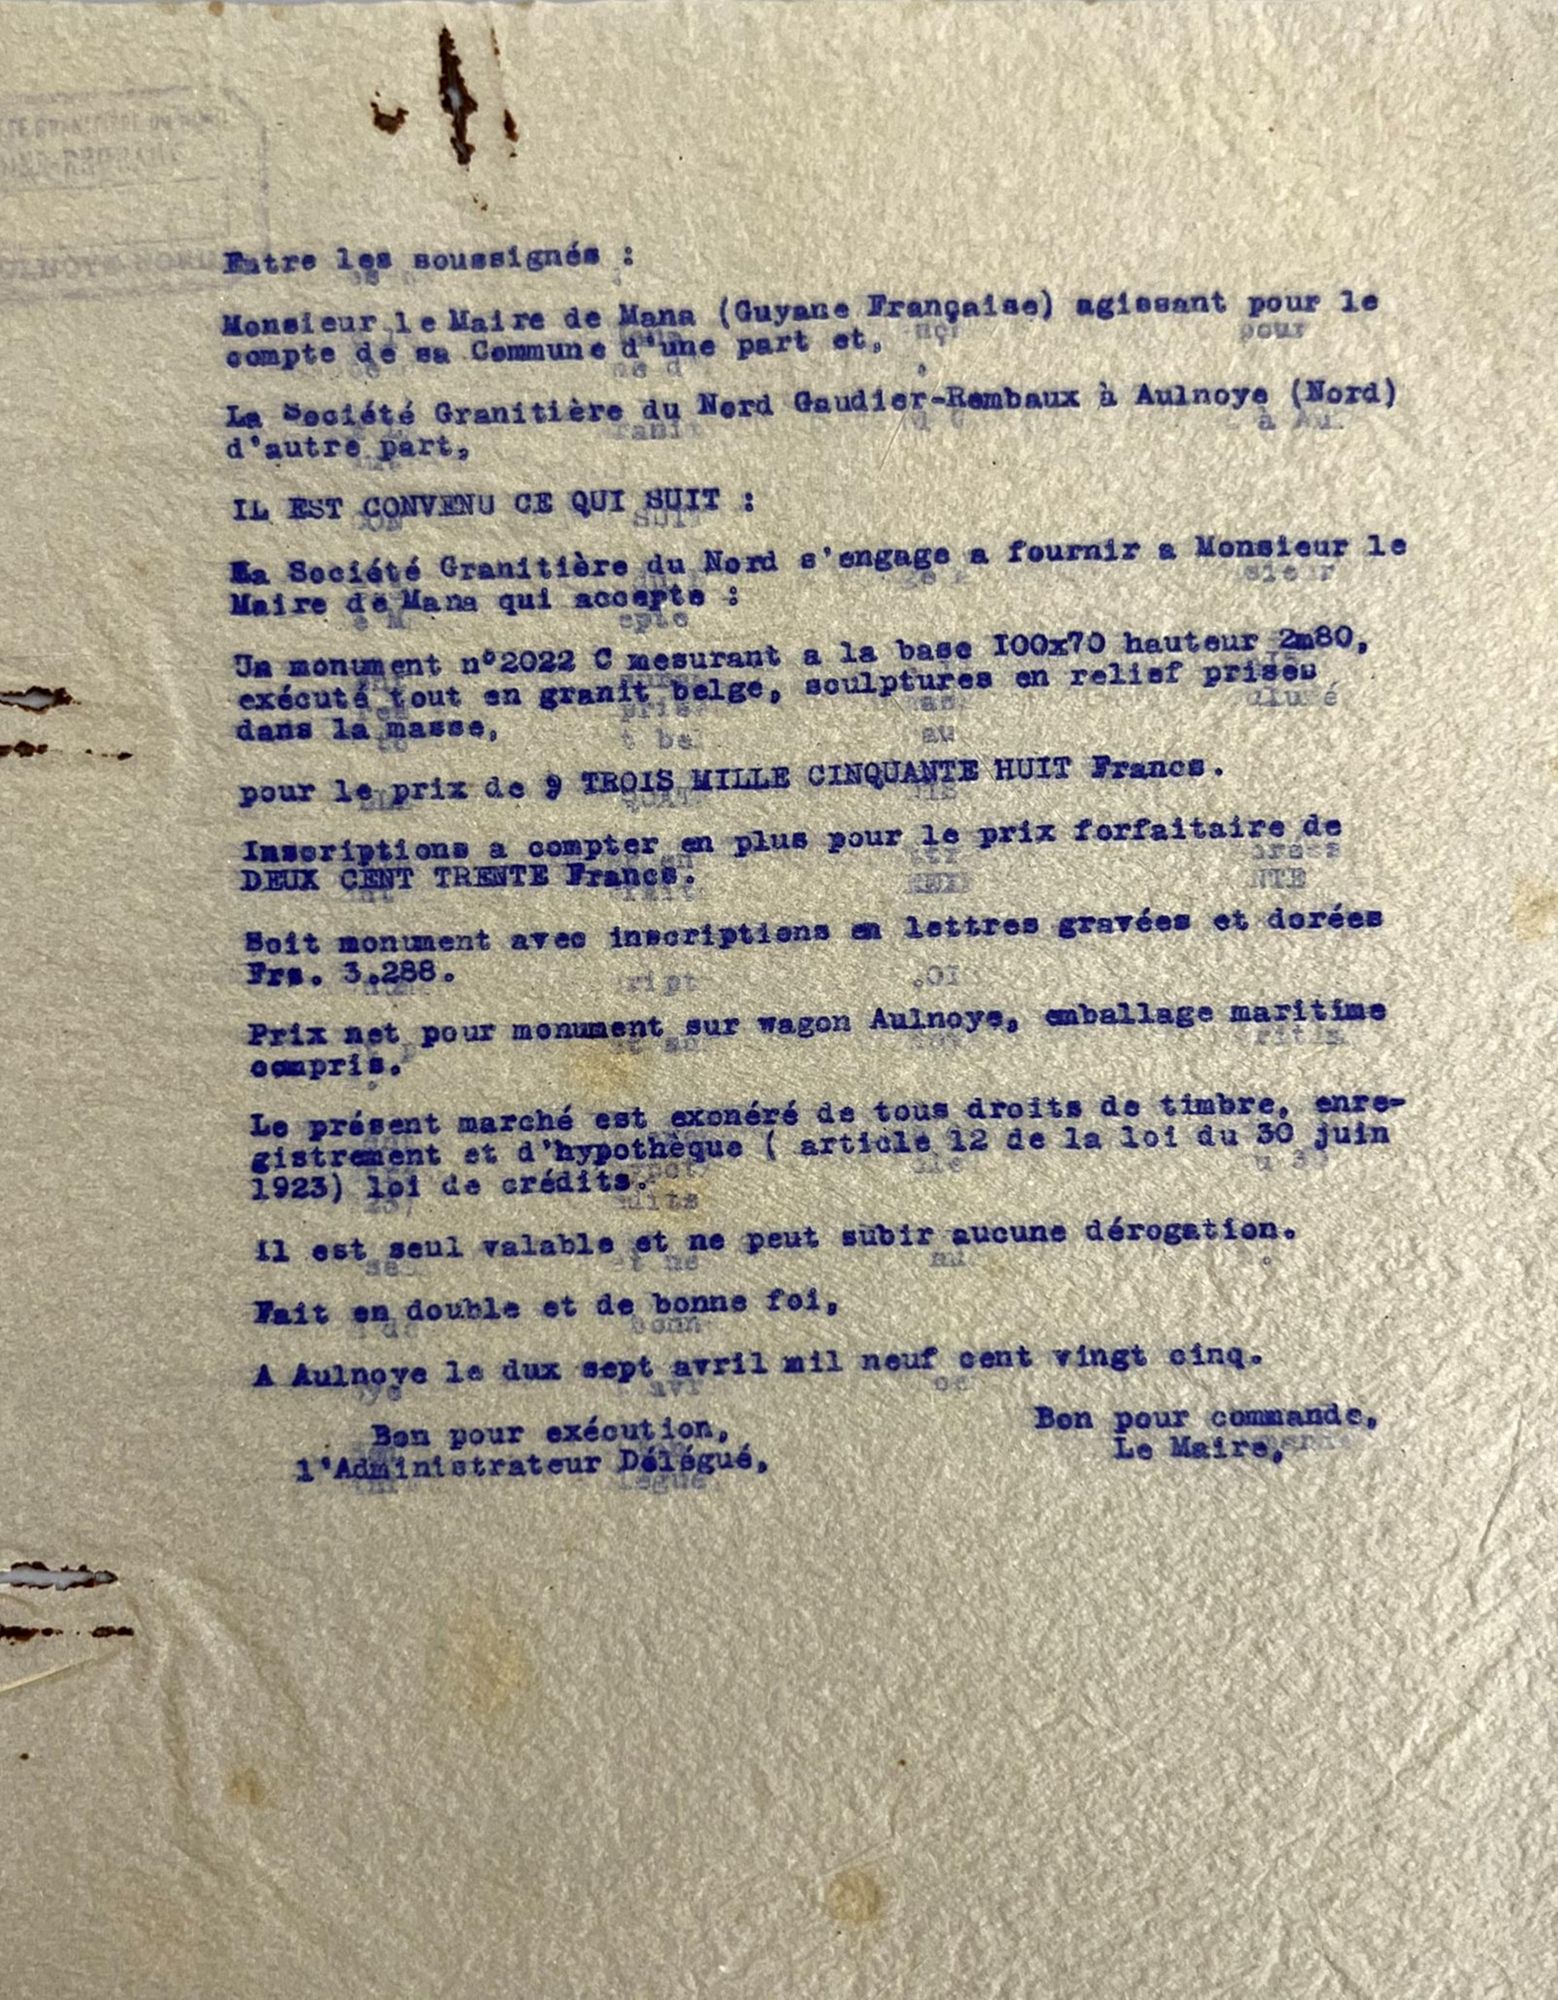 Entre les soussignés :
Monsieur le Maire de Mana (Guyane Française) agissant pour le
compte de sa Commune d'une part et,
La Société Granitière du Nord Gaudier-Rembaux à Aulnoye (Nord)
d'autre part,
IL EST CONVENU CE QUI SUIT :
La Société Granitière du Nord s'engage a fournir a Monsieur le
Maire de Mana qui accepte :
Un monument n°2022 C mesurant a la base I00x70 hauteur 2m80,
exécuté tout en granit belge, sculptures en relief prises
dans la masse,
pour le prix de TROIS MILLE CINQUANTE HUIT Francs.
Inscriptions a compter en plus pour le prix forfaitaire de
DEUX CENT TRENTE Francs.
Soit monument avec inscriptions en lettres gravées et dorées
Frs. 3.288.
Prix net pour monument sur wagon Aulnoye, emballage maritime
compris.
Le présent marché est exonéré de tous droits de timbre, enre-
gistrement et d'hypothèque ( article 12 de la loi du 30 juin
1923) loi de crédits.
Il est seul valable et ne peut subir aucune dérogation.
Fait en double et de bonne foi,
A Aulnoye le dux sept avril mil neuf cent vingt cinq.
Bon pour exécution, Bon pour commande,
l'Administrateur Délégué, Le Maire,